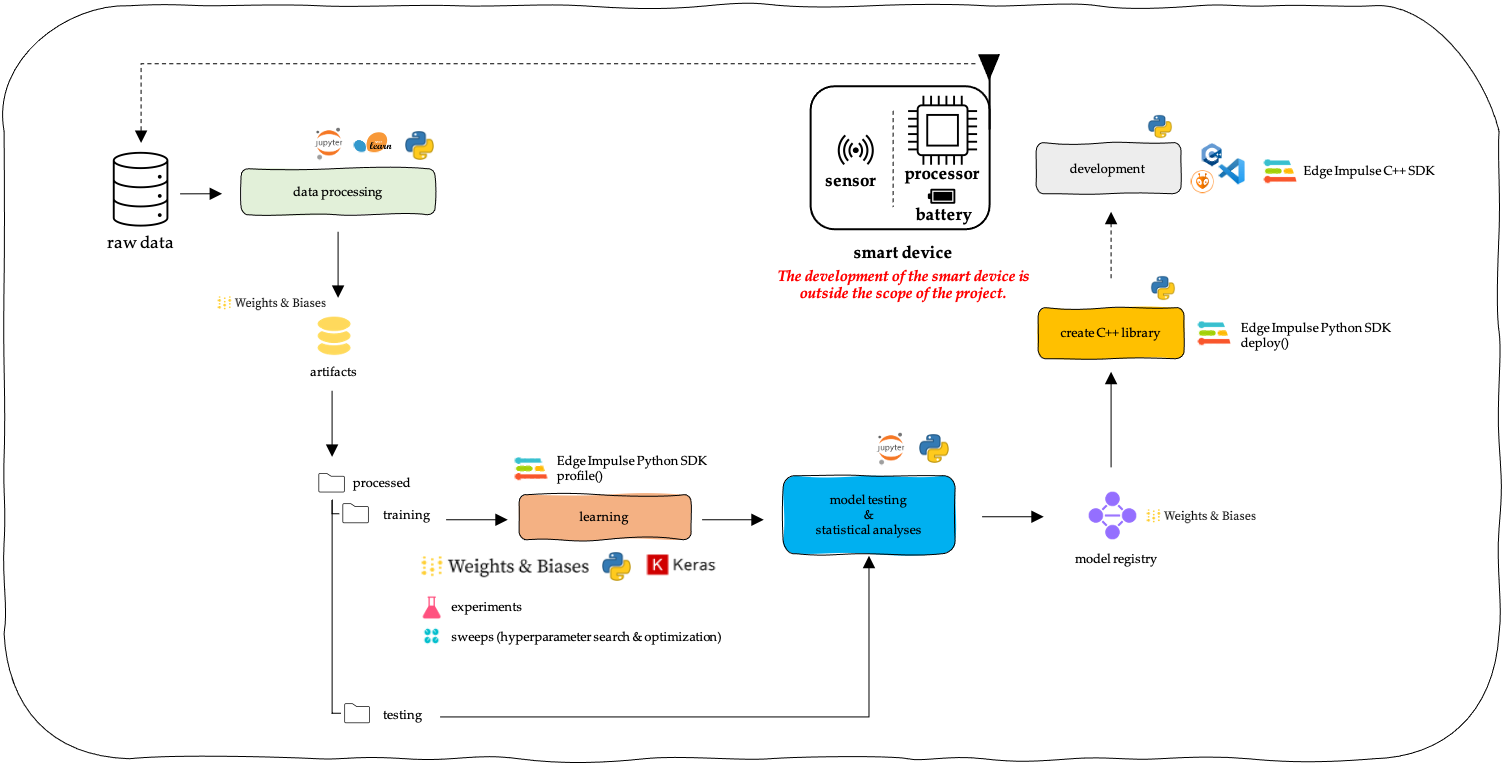 jupyter
learn
data processing
raw data
Weights & Biases
artifacts
processed
training
testing
Edge Impulse Python SDK
profile()
learning
Weights & Biases
K Keras
experiments
sweeps (hyperparameter search & optimization)
jupyter
model testing
&
statistical analyses
sensor
processor
battery
smart device
The development of the smart device is
outside the scope of the project.
development
C++
Edge Impulse C++ SDK
create C++ library
Edge Impulse Python SDK
deploy()
Weights & Biases
model registry